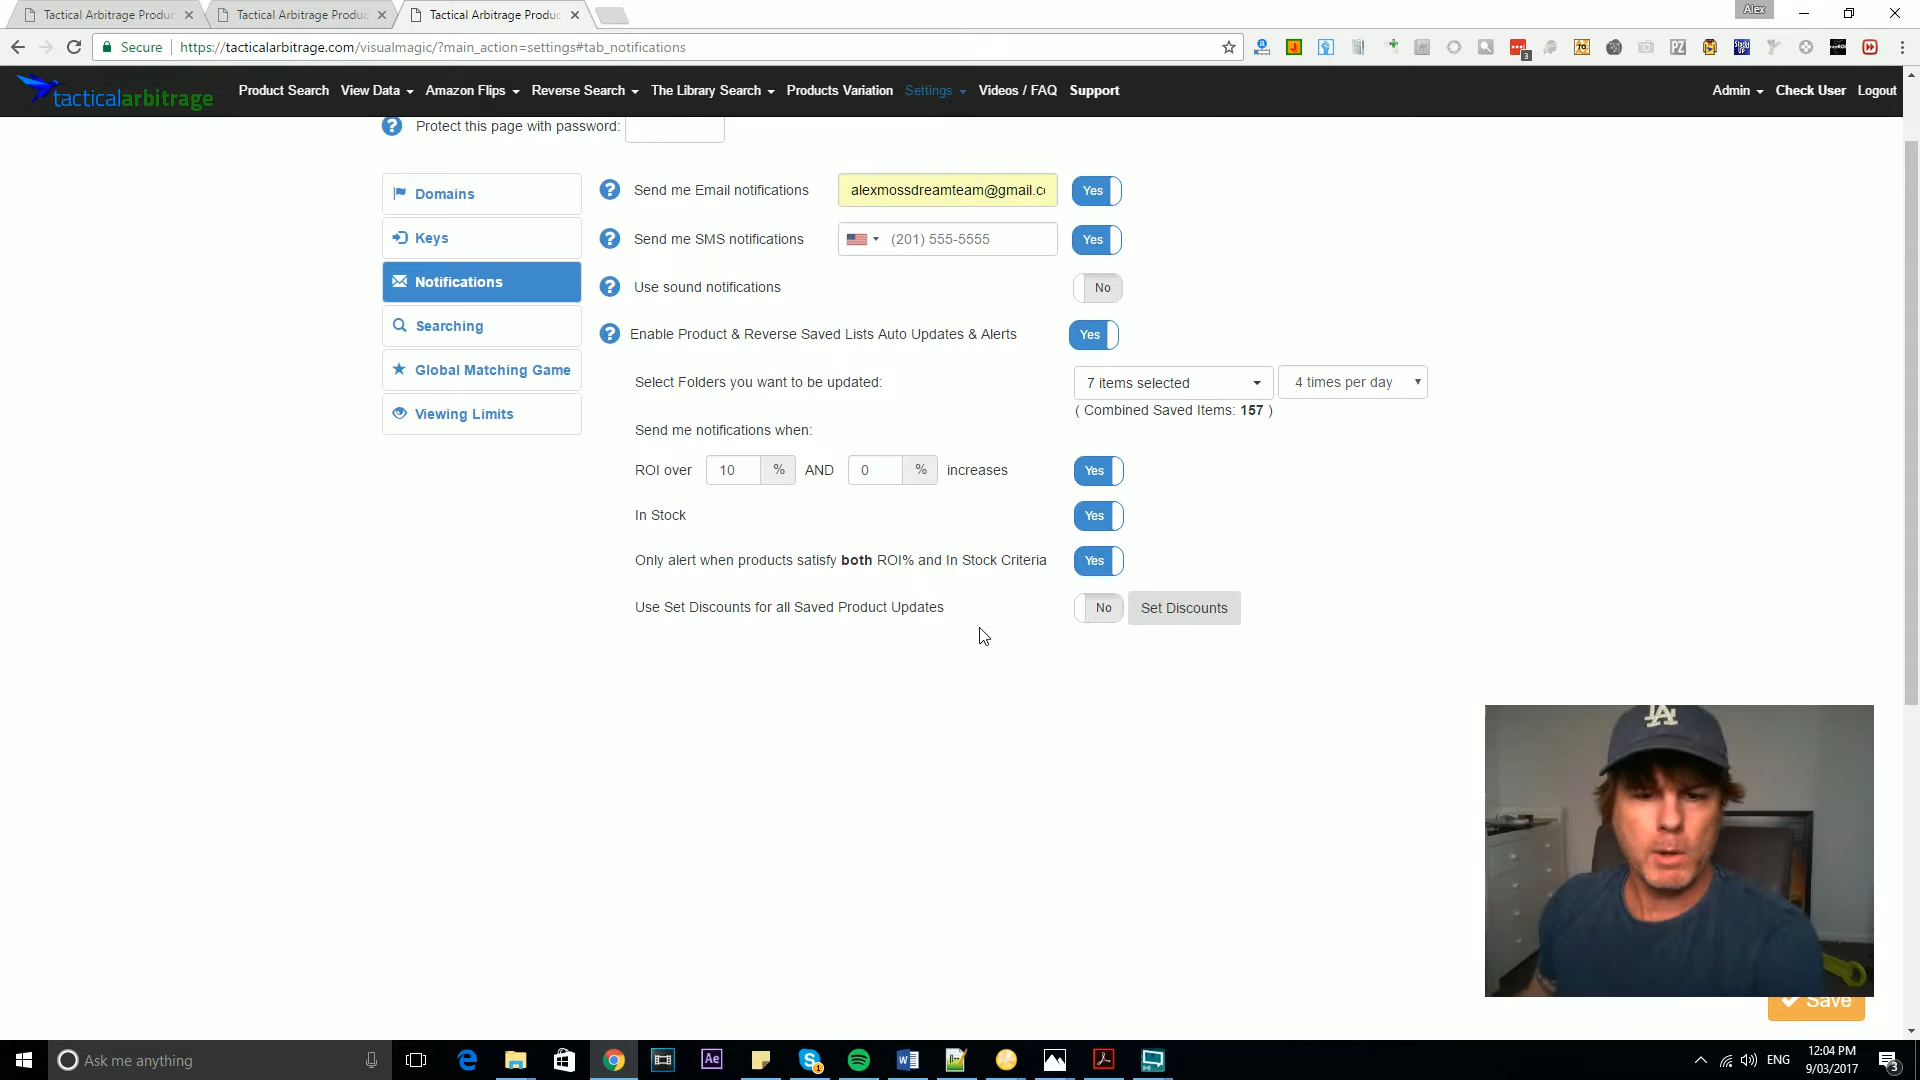 Tactical Arbitrage Produc
Tactical Arbitrage Produc
Tactical Arbitrage Produc
Alex
Secure
https://tacticalarbitrage.com/visualmagic/?main_action=settings#tab_notifications
tacticalarbitrage
Product Search
View Data
Amazon Flips
Reverse Search
The Library Search
Products Variation
Settings
Videos / FAQ
Support
Admin
Check User
Logout
Protect this page with password:
Domains
Keys
Notifications
Searching
Global Matching Game
Viewing Limits
Send me Email notifications
alexmossdreamteam@gmail.c
Yes
Send me SMS notifications
(201) 555-5555
Yes
Use sound notifications
No
Enable Product & Reverse Saved Lists Auto Updates & Alerts
Yes
Select Folders you want to be updated:
7 items selected
4 times per day
( Combined Saved Items: 157 )
Send me notifications when:
ROI over 10 % AND 0 % increases
Yes
In Stock
Yes
Only alert when products satisfy both ROI% and In Stock Criteria
Yes
Use Set Discounts for all Saved Product Updates
No
Set Discounts
LA
Save
Ask me anything
ENG
12:04 PM
9/03/2017